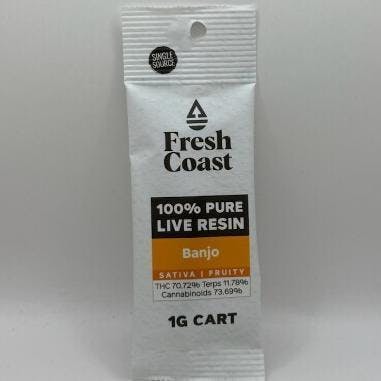 SINGLE
SOURCE
Fresh
Coast
100% PURE
LIVE RESIN
Banjo
SATIVA | FRUITY
THC 70.72% Terps 11.78%
Cannabinoids 73.69%
1G CART